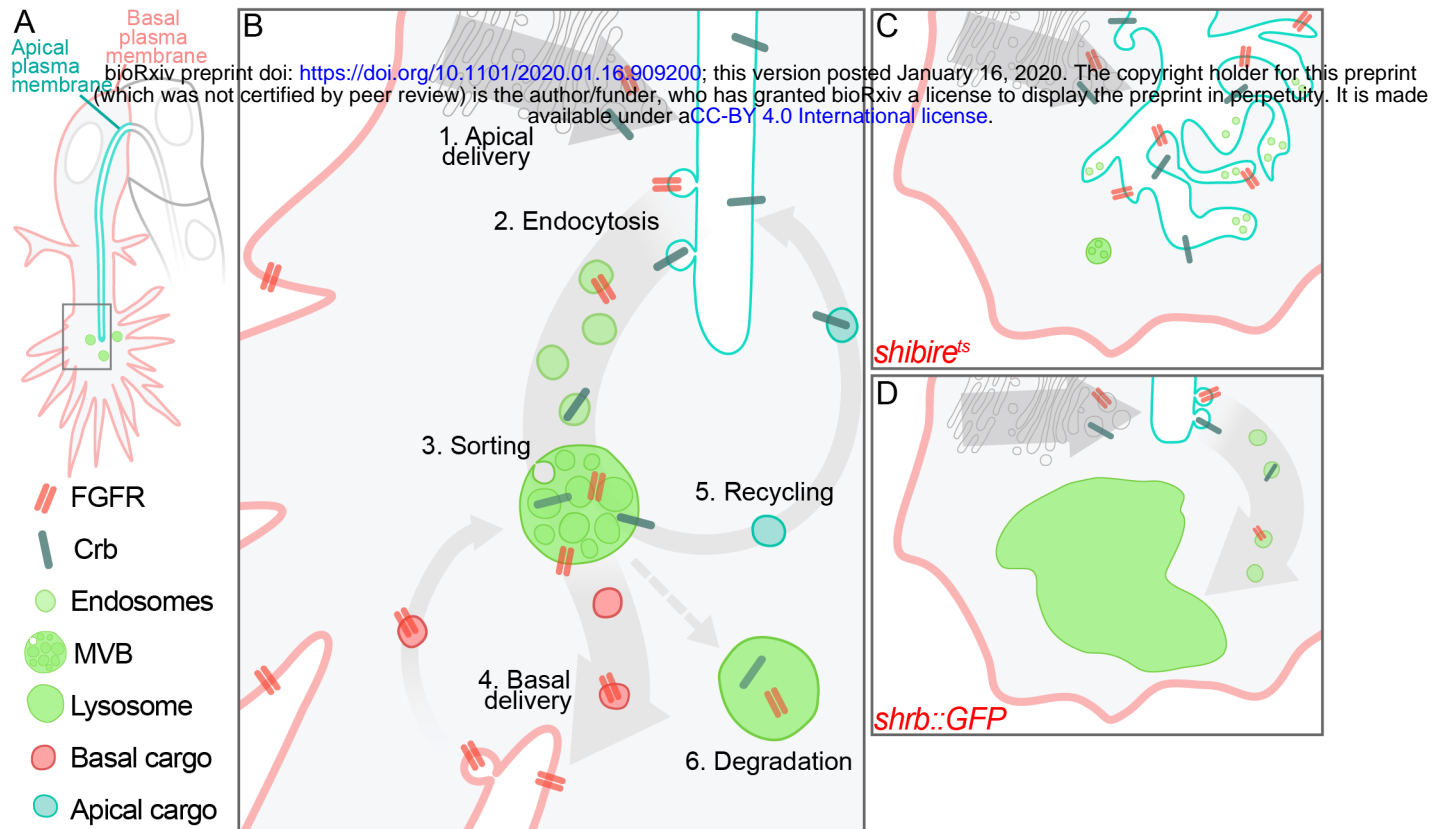 A
Basal
plasma
membrane
Apical
plasma
membrane
bioRxiv preprint doi: https://doi.org/10.1101/2020.01.16.909200; this version posted January 16, 2020. The copyright holder for this preprint
(which was not certified by peer review) is the author/funder, who has granted bioRxiv a license to display the preprint in perpetuity. It is made
available under aCC-BY 4.0 International license.
FGFR
Crb
Endosomes
MVB
Lysosome
Basal cargo
Apical cargo
B
1. Apical
delivery
2. Endocytosis
3. Sorting
5. Recycling
4. Basal
delivery
6. Degradation
C
shibirets
D
shrb::GFP